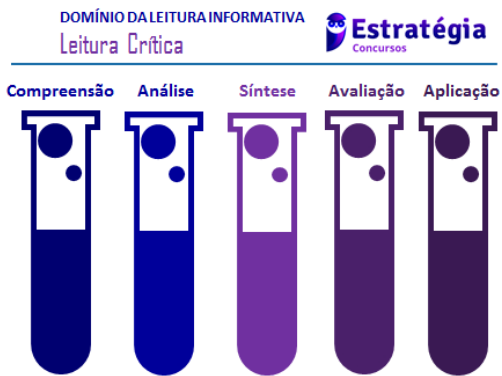 DOMÍNIO DA LEITURA INFORMATIVA
Leitura Crítica
Estratégia
Concursos
Compreensão Análise Síntese Avaliação Aplicação